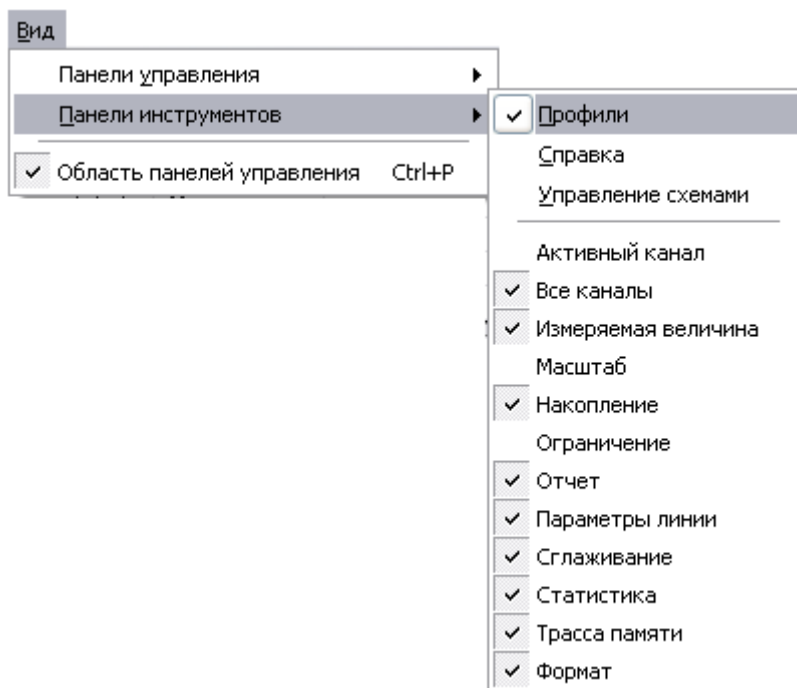 Вид
Панели управления
Панели инструментов
Область панелей управления Ctrl+P
Профили
Справка
Управление схемами
Активный канал
Все каналы
Измеряемая величина
Масштаб
Накопление
Ограничение
Отчет
Параметры линии
Сглаживание
Статистика
Трасса памяти
Формат